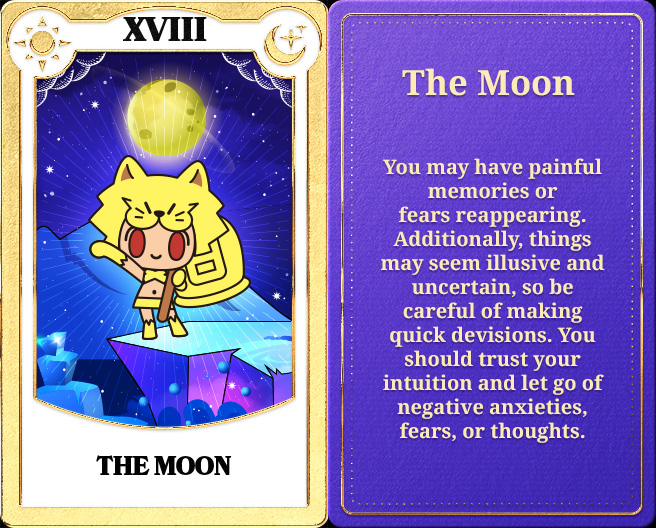 XVIII
THE MOON
The Moon
You may have painful
memories or
fears reappearing.
Additionally, things
may seem illusive and
uncertain, so be
careful of making
quick devisions. You
should trust your
intuition and let go of
negative anxieties,
fears, or thoughts.